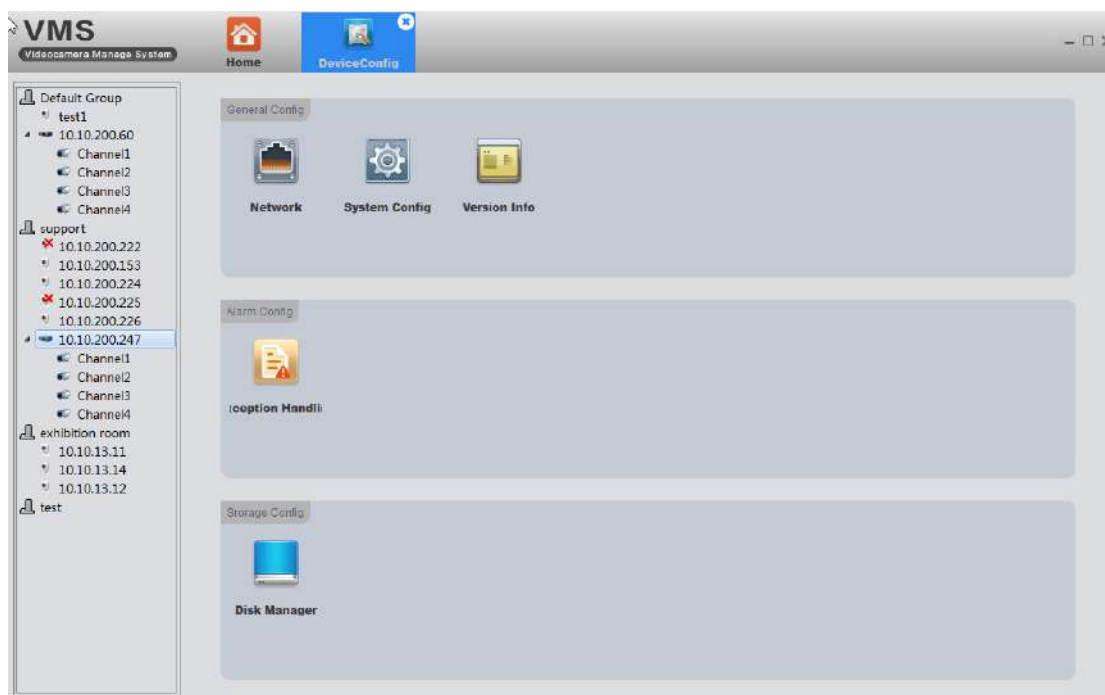 VMS
Videocamera Manage System
Home
DeviceConfig
Default Group
test1
10.10.200.60
Channel1
Channel2
Channel3
Channel4
support
10.10.200.222
10.10.200.153
10.10.200.224
10.10.200.225
10.10.200.226
10.10.200.247
Channel1
Channel2
Channel3
Channel4
exhibition room
10.10.13.11
10.10.13.14
10.10.13.12
test
General Config
Network
System Config
Version Info
Alarm Config
ception Handli
Storage Config
Disk Manager